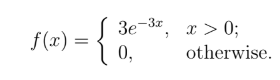 f(x) = { 3e^{-3x}, x > 0;
0, otherwise.